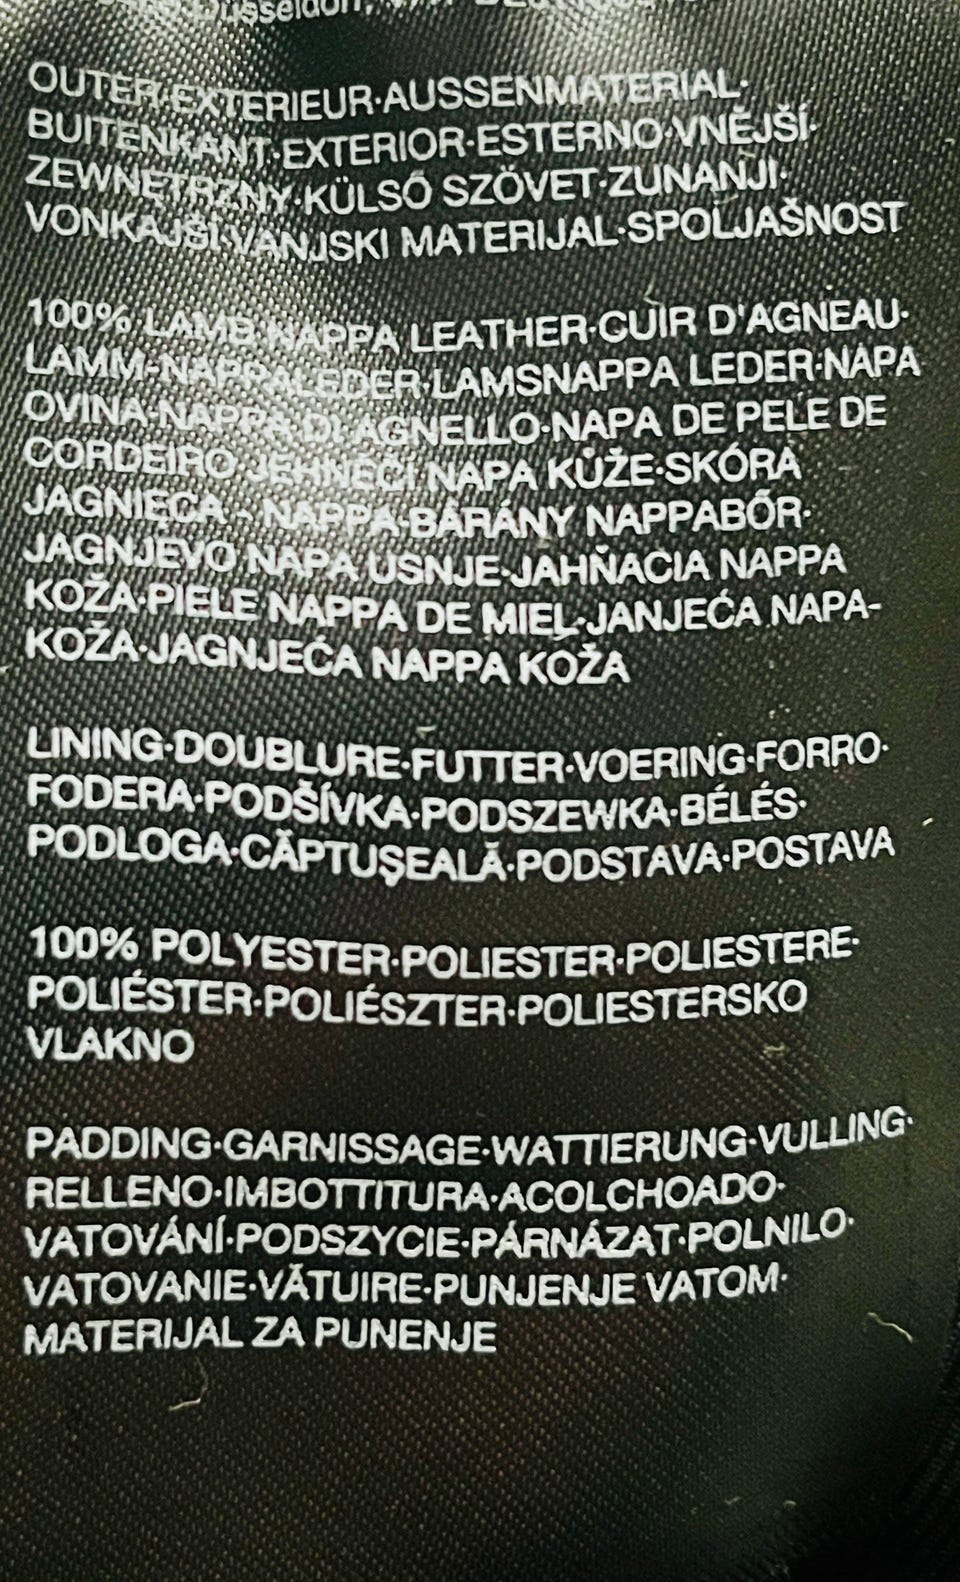 Düsseldorf,
OUTER·EXTERIEUR·AUSSENMATERIAL·
BUITENKANT·EXTERIOR·ESTERNO·VNĚJŠÍ·
ZEWNĘTRZNY·KÜLSŐ SZÖVET·ZUNANJI·
VONKAJŠÍ·VANJSKI MATERIJAL·SPOLJAŠNOST
100% LAMB NAPPA LEATHER·CUIR D'AGNEAU·
LAMM-NAPPALEDER·LAMSNAPPA LEDER·NAPA
OVINA·NAPPA DI AGNELLO·NAPA DE PELE DE
CORDEIRO·JEHNĚČÍ NAPA KŮŽE·SKÓRA
JAGNIĘCA - NAPPA·BÁRÁNY NAPPABŐR·
JAGNJEVO NAPA USNJE·JAHŇACIA NAPPA
KOŽA·PIELE NAPPA DE MIEL·JANJEĆA NAPA-
KOŽA·JAGNJEĆA NAPPA KOŽA
LINING·DOUBLURE·FUTTER·VOERING·FORRO·
FODERA·PODŠÍVKA·PODSZEWKA·BÉLÉS·
PODLOGA·CĂPTUŞEALĂ·PODSTAVA·POSTAVA
100% POLYESTER·POLIESTER·POLIESTERE·
POLIÉSTER·POLIÉSZTER·POLIESTERSKO
VLAKNO
PADDING·GARNISSAGE·WATTIERUNG·VULLING·
RELLENO·IMBOTTITURA·ACOLCHOADO·
VATOVÁNÍ·PODSZYCIE·PÁRNÁZAT·POLNILO·
VATOVANIE·VĂTUIRE·PUNJENJE VATOM·
MATERIJAL ZA PUNENJE